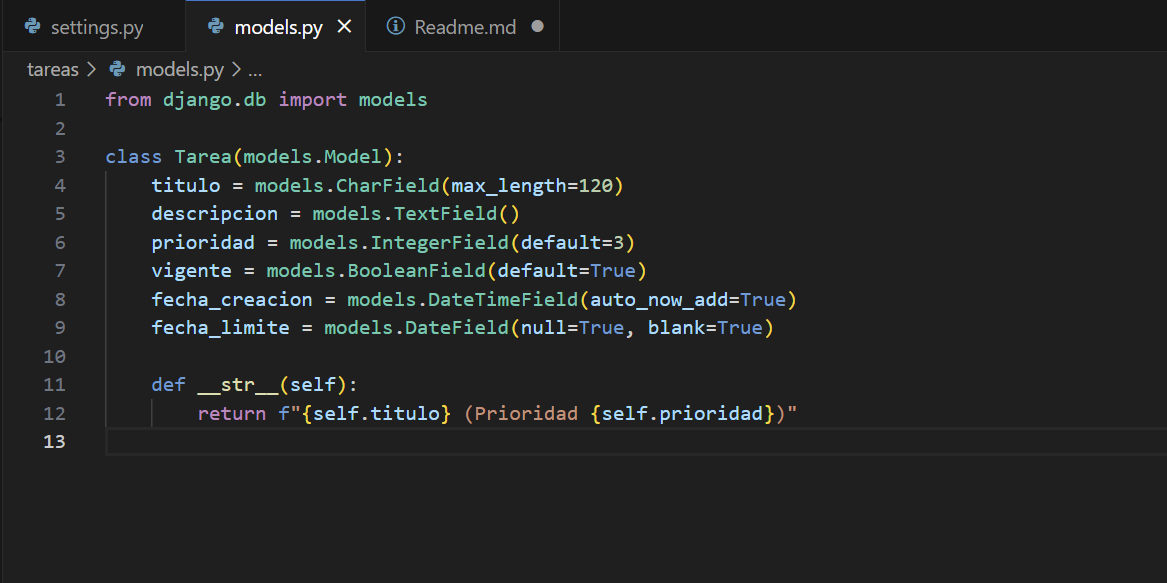 settings.py models.py Readme.md
tareas > models.py > ...
1 from django.db import models
2
3 class Tarea(models.Model):
4     titulo = models.CharField(max_length=120)
5     descripcion = models.TextField()
6     prioridad = models.IntegerField(default=3)
7     vigente = models.BooleanField(default=True)
8     fecha_creacion = models.DateTimeField(auto_now_add=True)
9     fecha_limite = models.DateField(null=True, blank=True)
10
11     def __str__(self):
12         return f"{self.titulo} (Prioridad {self.prioridad})"
13